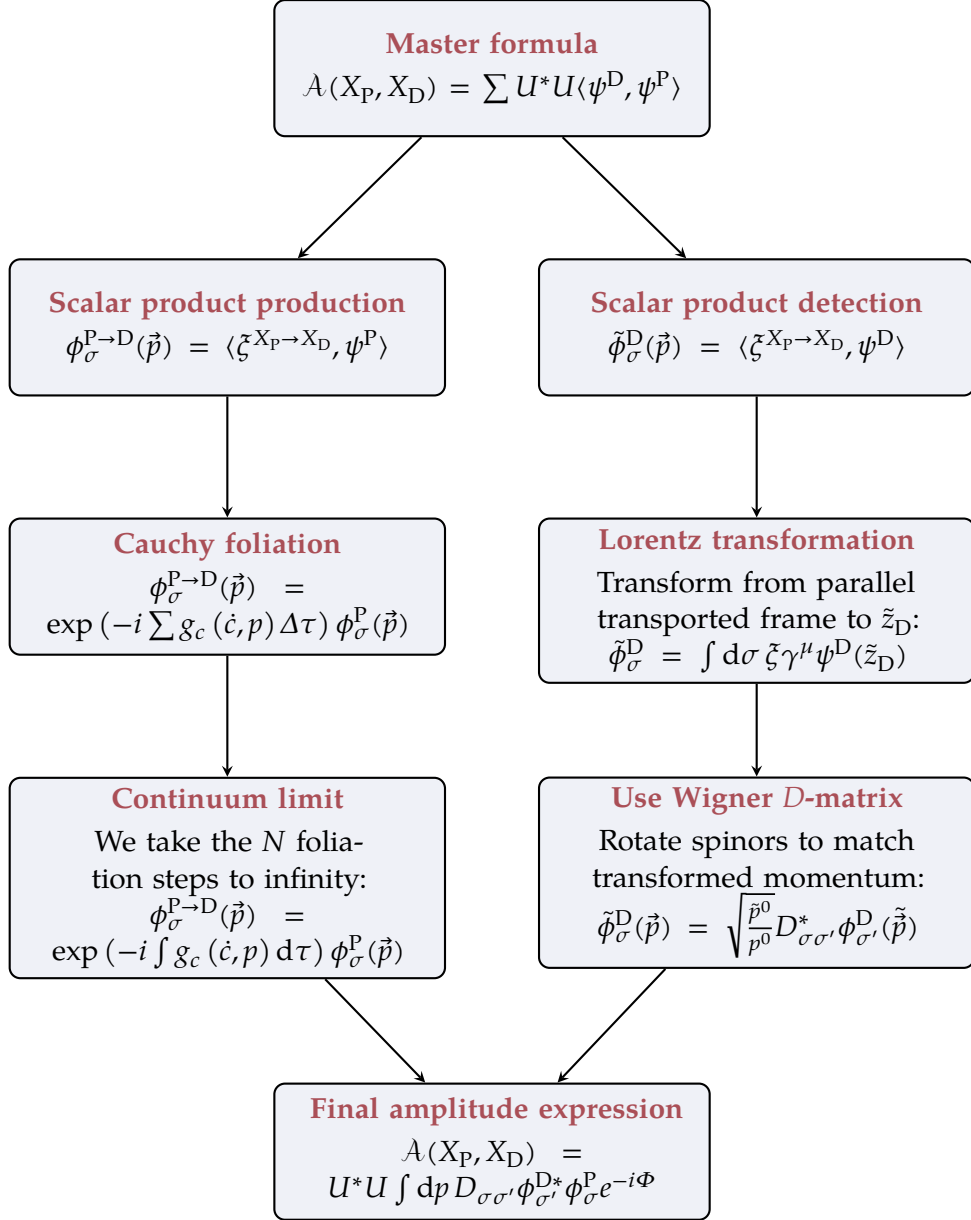 Master formula
𝒜(X_P, X_D) = ∑ U*U⟨ψ^D, ψ^P⟩
Scalar product production
ϕ_σ^{P→D}(p⃗) = ⟨ξ^{X_P→X_D}, ψ^P⟩
Scalar product detection
ϕ̃_σ^D(p⃗) = ⟨ξ^{X_P→X_D}, ψ^D⟩
Cauchy foliation
ϕ_σ^{P→D}(p⃗) =
exp (−i ∑ g_c (ċ, p) Δτ) ϕ_σ^P(p⃗)
Lorentz transformation
Transform from parallel
transported frame to z̃_D:
ϕ̃_σ^D = ∫ dσ ξγ^μψ^D(z̃_D)
Continuum limit
We take the N folia-
tion steps to infinity:
ϕ_σ^{P→D}(p⃗) =
exp (−i ∫ g_c (ċ, p) dτ) ϕ_σ^P(p⃗)
Use Wigner D-matrix
Rotate spinors to match
transformed momentum:
ϕ̃_σ^D(p⃗) = √(p̃⁰/p⁰) D*_{σσ′}ϕ_{σ′}^D(p⃗̃)
Final amplitude expression
𝒜(X_P, X_D) =
U*U ∫ dp D_{σσ′}ϕ_{σ′}^{D*}ϕ_σ^P e^{−iΦ}